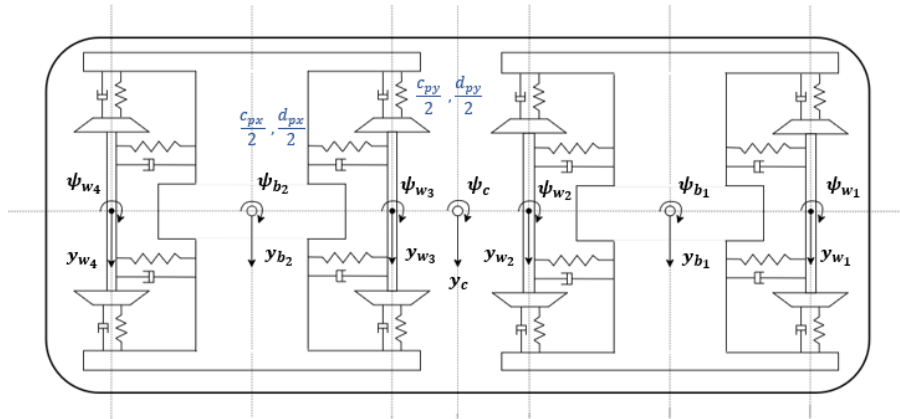 c_py/2 , d_py/2
c_px/2 , d_px/2
ψ_w4 ψ_b2 ψ_w3 ψ_c ψ_w2 ψ_b1 ψ_w1
y_w4 y_b2 y_w3 y_c y_w2 y_b1 y_w1